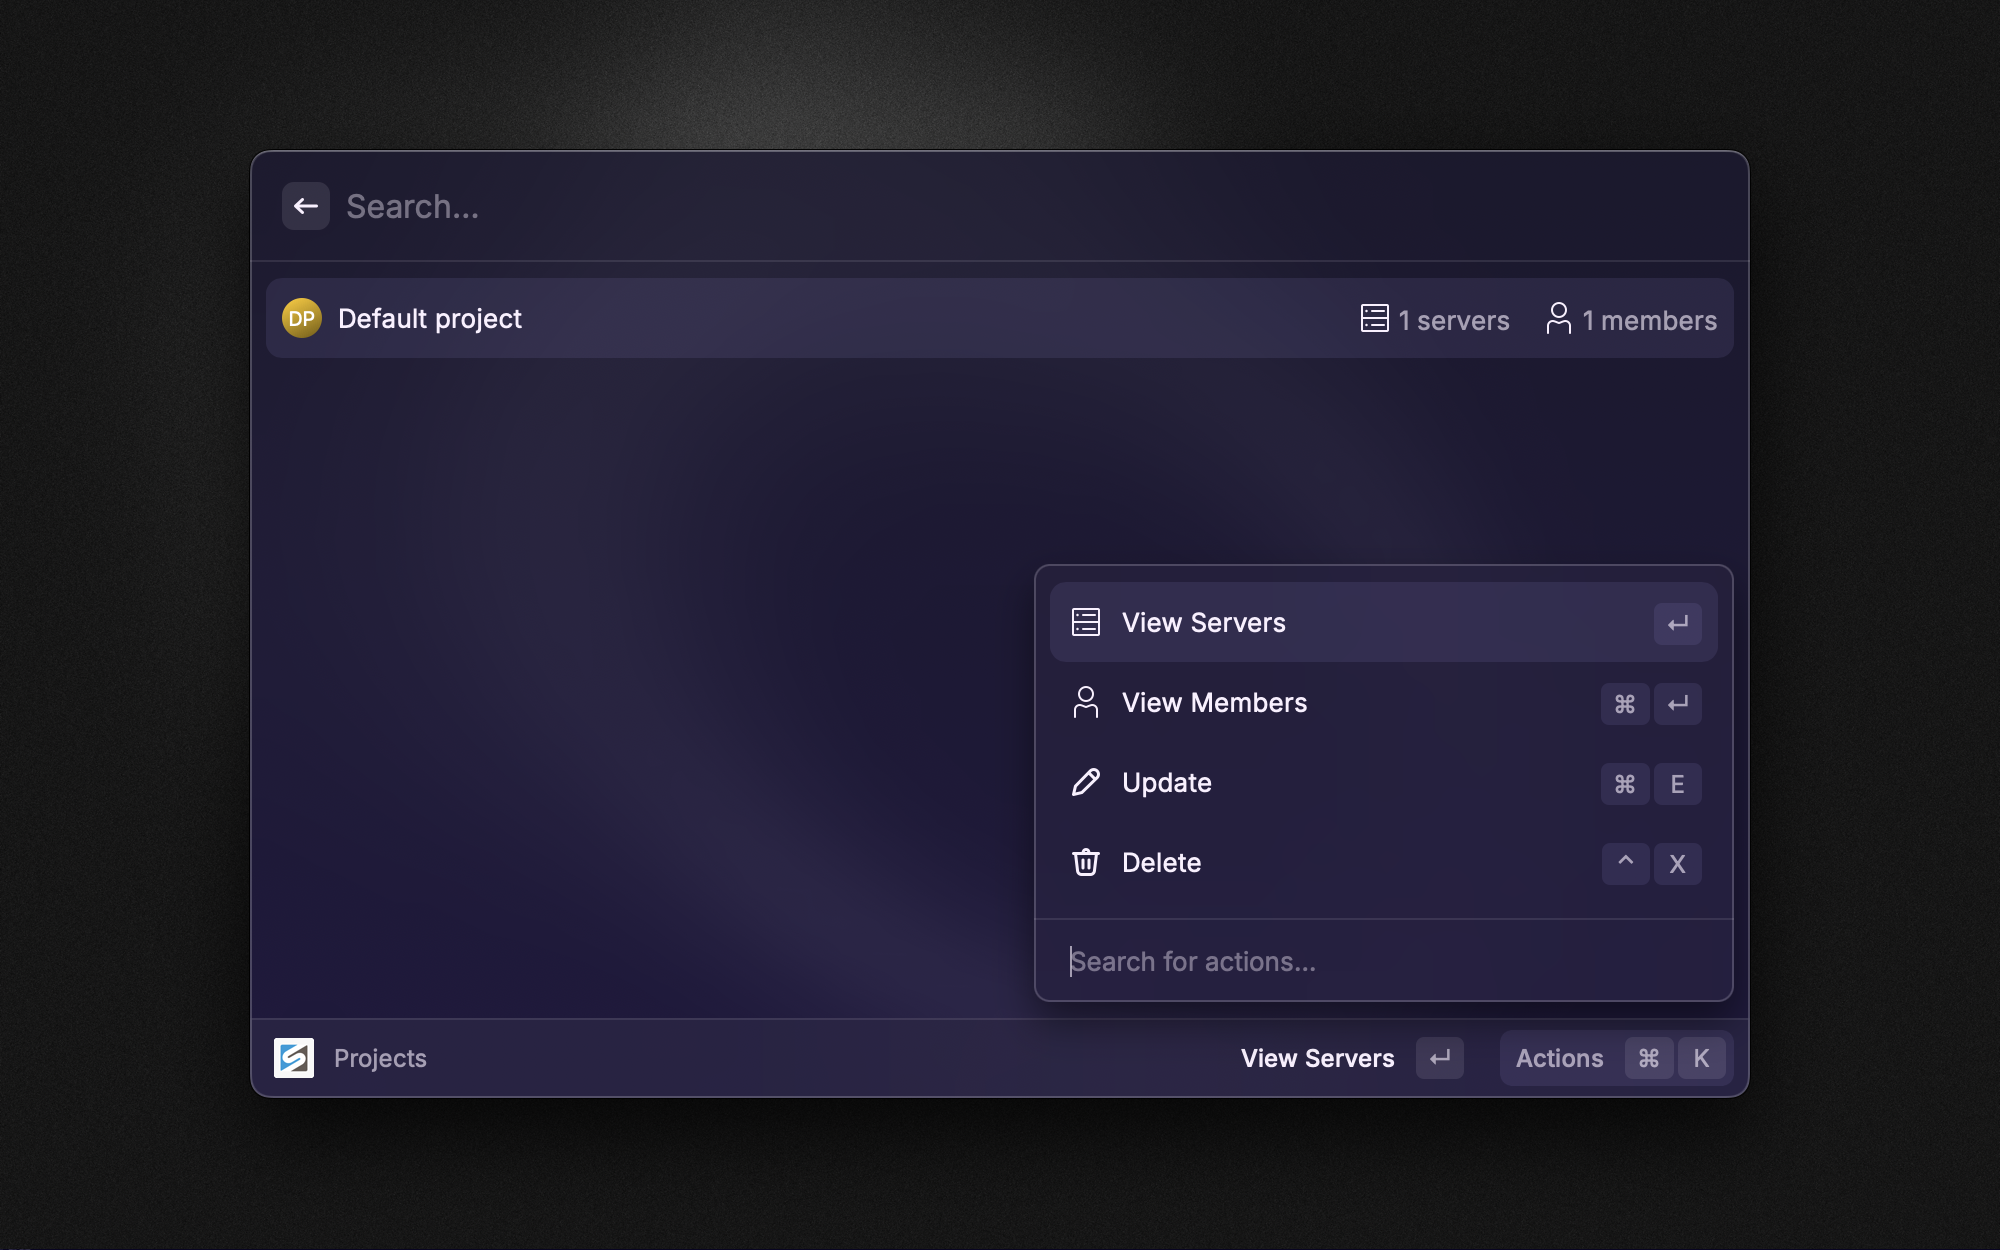 Search...
DP Default project 1 servers 1 members
View Servers ↵
View Members ⌘ ↵
Update ⌘ E
Delete ^ X
Search for actions...
Projects View Servers ↵ Actions ⌘ K